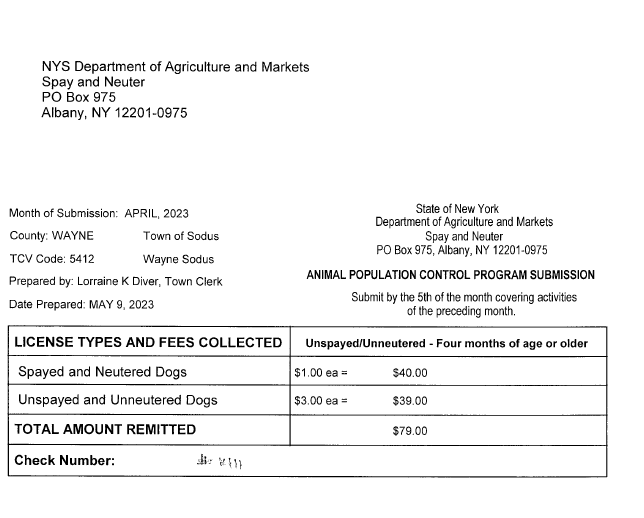 NYS Department of Agriculture and Markets
Spay and Neuter
PO Box 975
Albany, NY 12201-0975
Month of Submission: APRIL, 2023
County: WAYNE Town of Sodus
TCV Code: 5412 Wayne Sodus
Prepared by: Lorraine K Diver, Town Clerk
Date Prepared: MAY 9, 2023
State of New York
Department of Agriculture and Markets
Spay and Neuter
PO Box 975, Albany, NY 12201-0975
ANIMAL POPULATION CONTROL PROGRAM SUBMISSION
Submit by the 5th of the month covering activities
of the preceding month.
LICENSE TYPES AND FEES COLLECTED Unspayed/Unneutered - Four months of age or older
Spayed and Neutered Dogs $1.00 ea = $40.00
Unspayed and Unneutered Dogs $3.00 ea = $39.00
TOTAL AMOUNT REMITTED $79.00
Check Number: